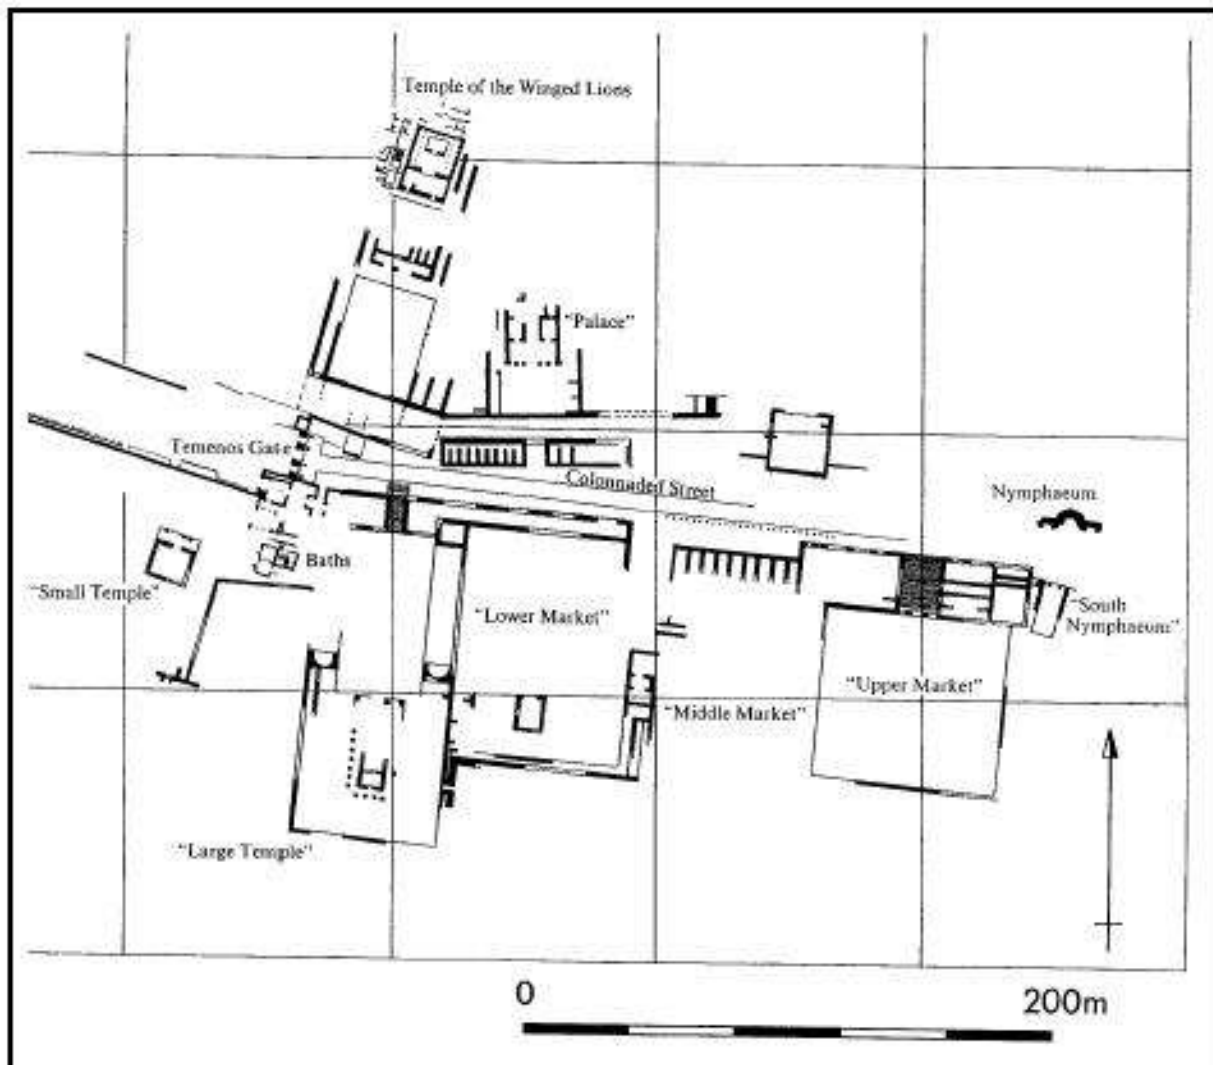 Temple of the Winged Lions
"Palace"
Temenos Gate
Colonnaded Street
Nymphaeum
Baths
"Small Temple"
"Lower Market"
"South
Nymphaeum"
"Upper Market"
"Middle Market"
"Large Temple"
0
200m